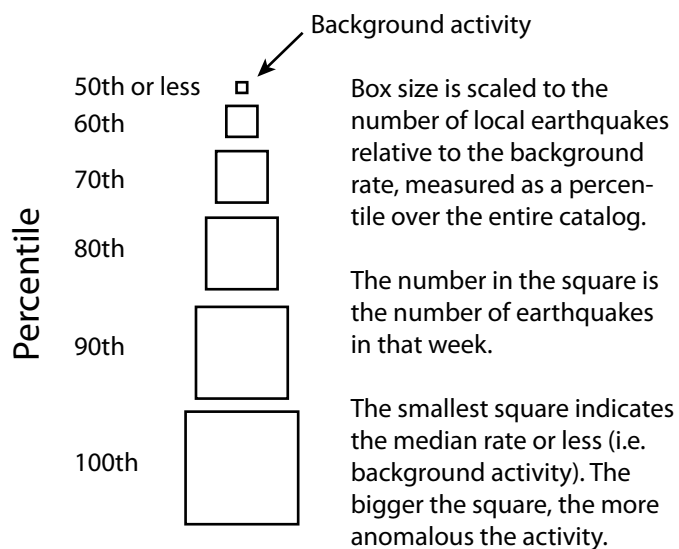 Background activity
50th or less
60th
70th
80th
90th
100th
Percentile
Box size is scaled to the
number of local earthquakes
relative to the background
rate, measured as a percen-
tile over the entire catalog.
The number in the square is
the number of earthquakes
in that week.
The smallest square indicates
the median rate or less (i.e.
background activity). The
bigger the square, the more
anomalous the activity.